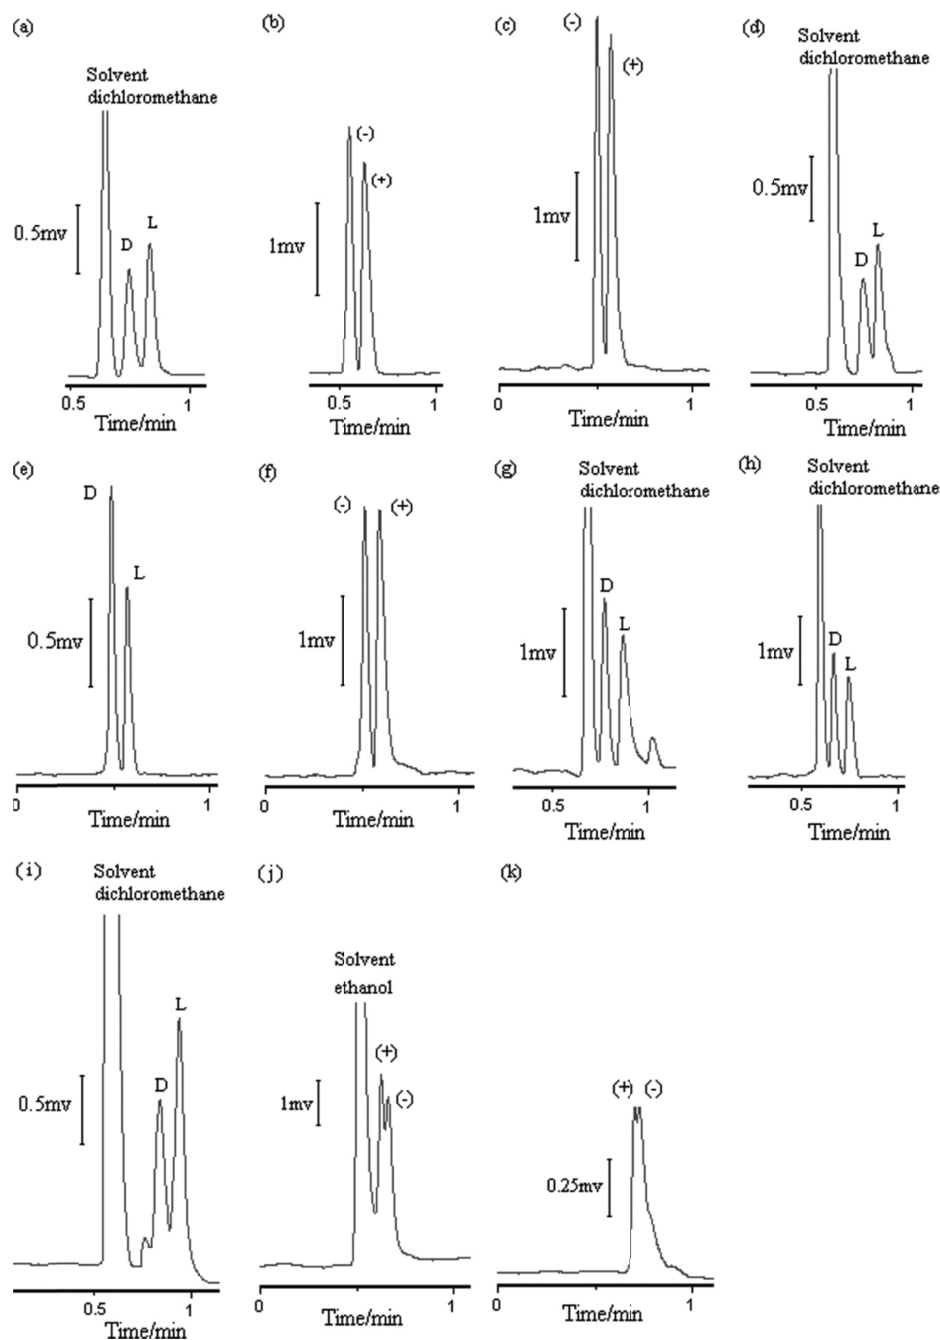 (a)
Solvent
dichloromethane
0.5mv
D
L
0.5
1
Time/min
(b)
(-)
(+)
1mv
0.5
1
Time/min
(c)
(-)
(+)
1mv
0
1
Time/min
(d)
Solvent
dichloromethane
0.5mv
D
L
0.5
1
Time/min
(e)
D
L
0.5mv
0
1
Time/min
(f)
(-)
(+)
1mv
0
1
Time/min
(g)
Solvent
dichloromethane
D
L
1mv
0.5
1
Time/min
(h)
Solvent
dichloromethane
D
L
1mv
0.5
1
Time/min
(i)
Solvent
dichloromethane
L
D
0.5mv
0.5
1
Time/min
(j)
Solvent
ethanol
(+)
(-)
1mv
0
1
Time/min
(k)
(+) (-)
0.25mv
0
1
Time/min